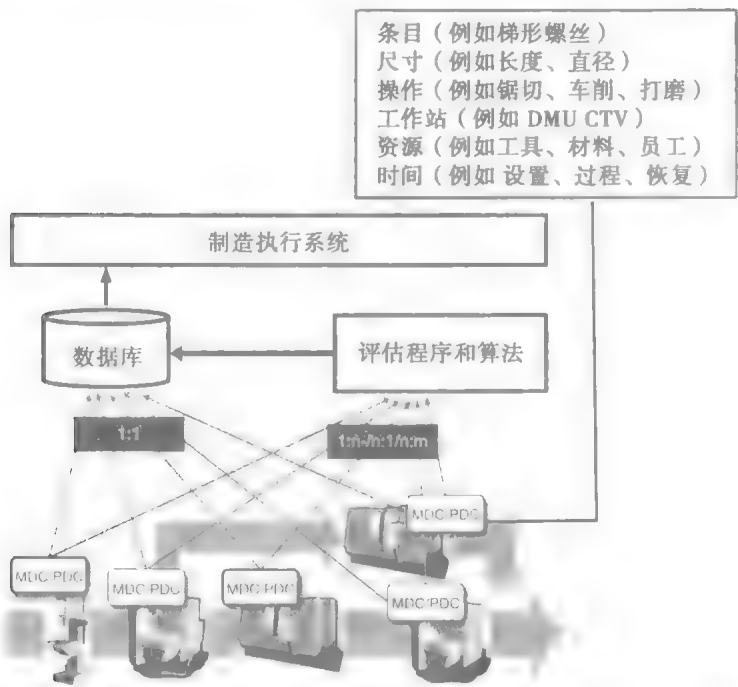 条目（例如梯形螺丝）
尺寸（例如长度、直径）
操作（例如锯切、车削、打磨）
工作站（例如 DMU CTV）
资源（例如工具、材料、员工）
时间（例如 设置、过程、恢复）
制造执行系统
数据库
评估程序和算法
1:1
1:n-/n:1/n:m
MDC/PDC
MDC/PDC
MDC/PDC
MDC/PDC
MDC/PDC